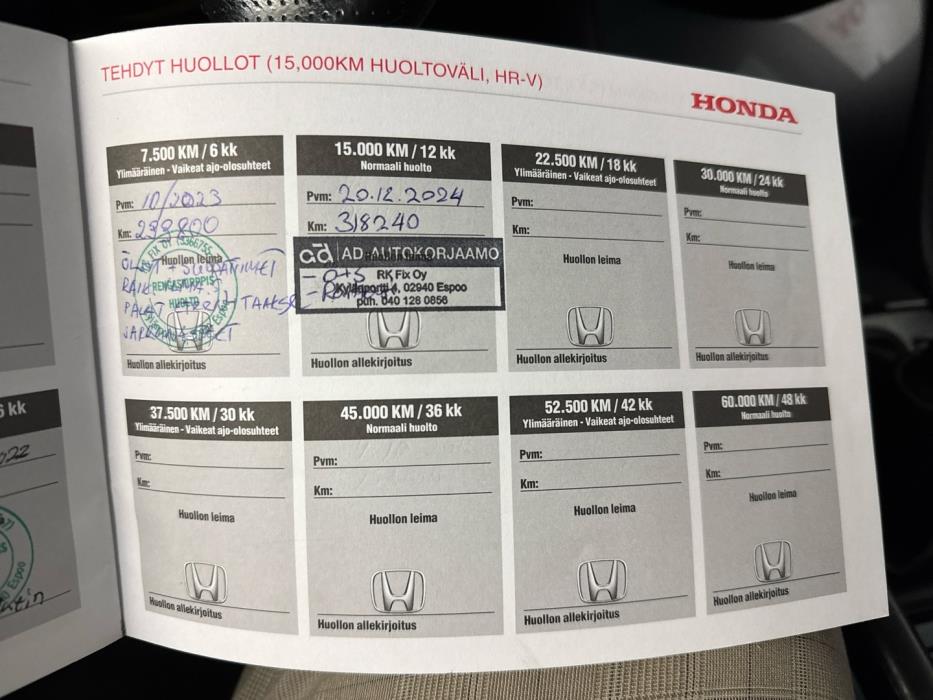 TEHDYT HUOLLOT (15,000KM HUOLTOVÄLI, HR-V)
HONDA
7.500 KM / 6 kk
Ylimääräinen - Vaikeat ajo-olosuhteet
Pvm: 10/2023
Km: 299800
Huollon leima
HUOLTO
Huollon allekirjoitus
15.000 KM / 12 kk
Normaali huolto
Pvm: 20.12.2024
Km: 318240
ad AD AUTOKORJAAMO
- Ö+S RK Fix Oy
02940 Espoo
puh. 040 128 0856
Huollon allekirjoitus
22.500 KM / 18 kk
Ylimääräinen - Vaikeat ajo-olosuhteet
Pvm:
Km:
Huollon leima
Huollon allekirjoitus
30.000 KM / 24 kk
Normaali huolto
Pvm:
Km:
Huollon leima
Huollon allekirjoitus
6 kk
Espoo
37.500 KM / 30 kk
Ylimääräinen - Vaikeat ajo-olosuhteet
Pvm:
Km:
Huollon leima
Huollon allekirjoitus
45.000 KM / 36 kk
Normaali huolto
Pvm:
Km:
Huollon leima
Huollon allekirjoitus
52.500 KM / 42 kk
Ylimääräinen - Vaikeat ajo-olosuhteet
Pvm:
Km:
Huollon leima
Huollon allekirjoitus
60.000 KM / 48 kk
Normaali huolto
Pvm:
Km:
Huollon leima
Huollon allekirjoitus